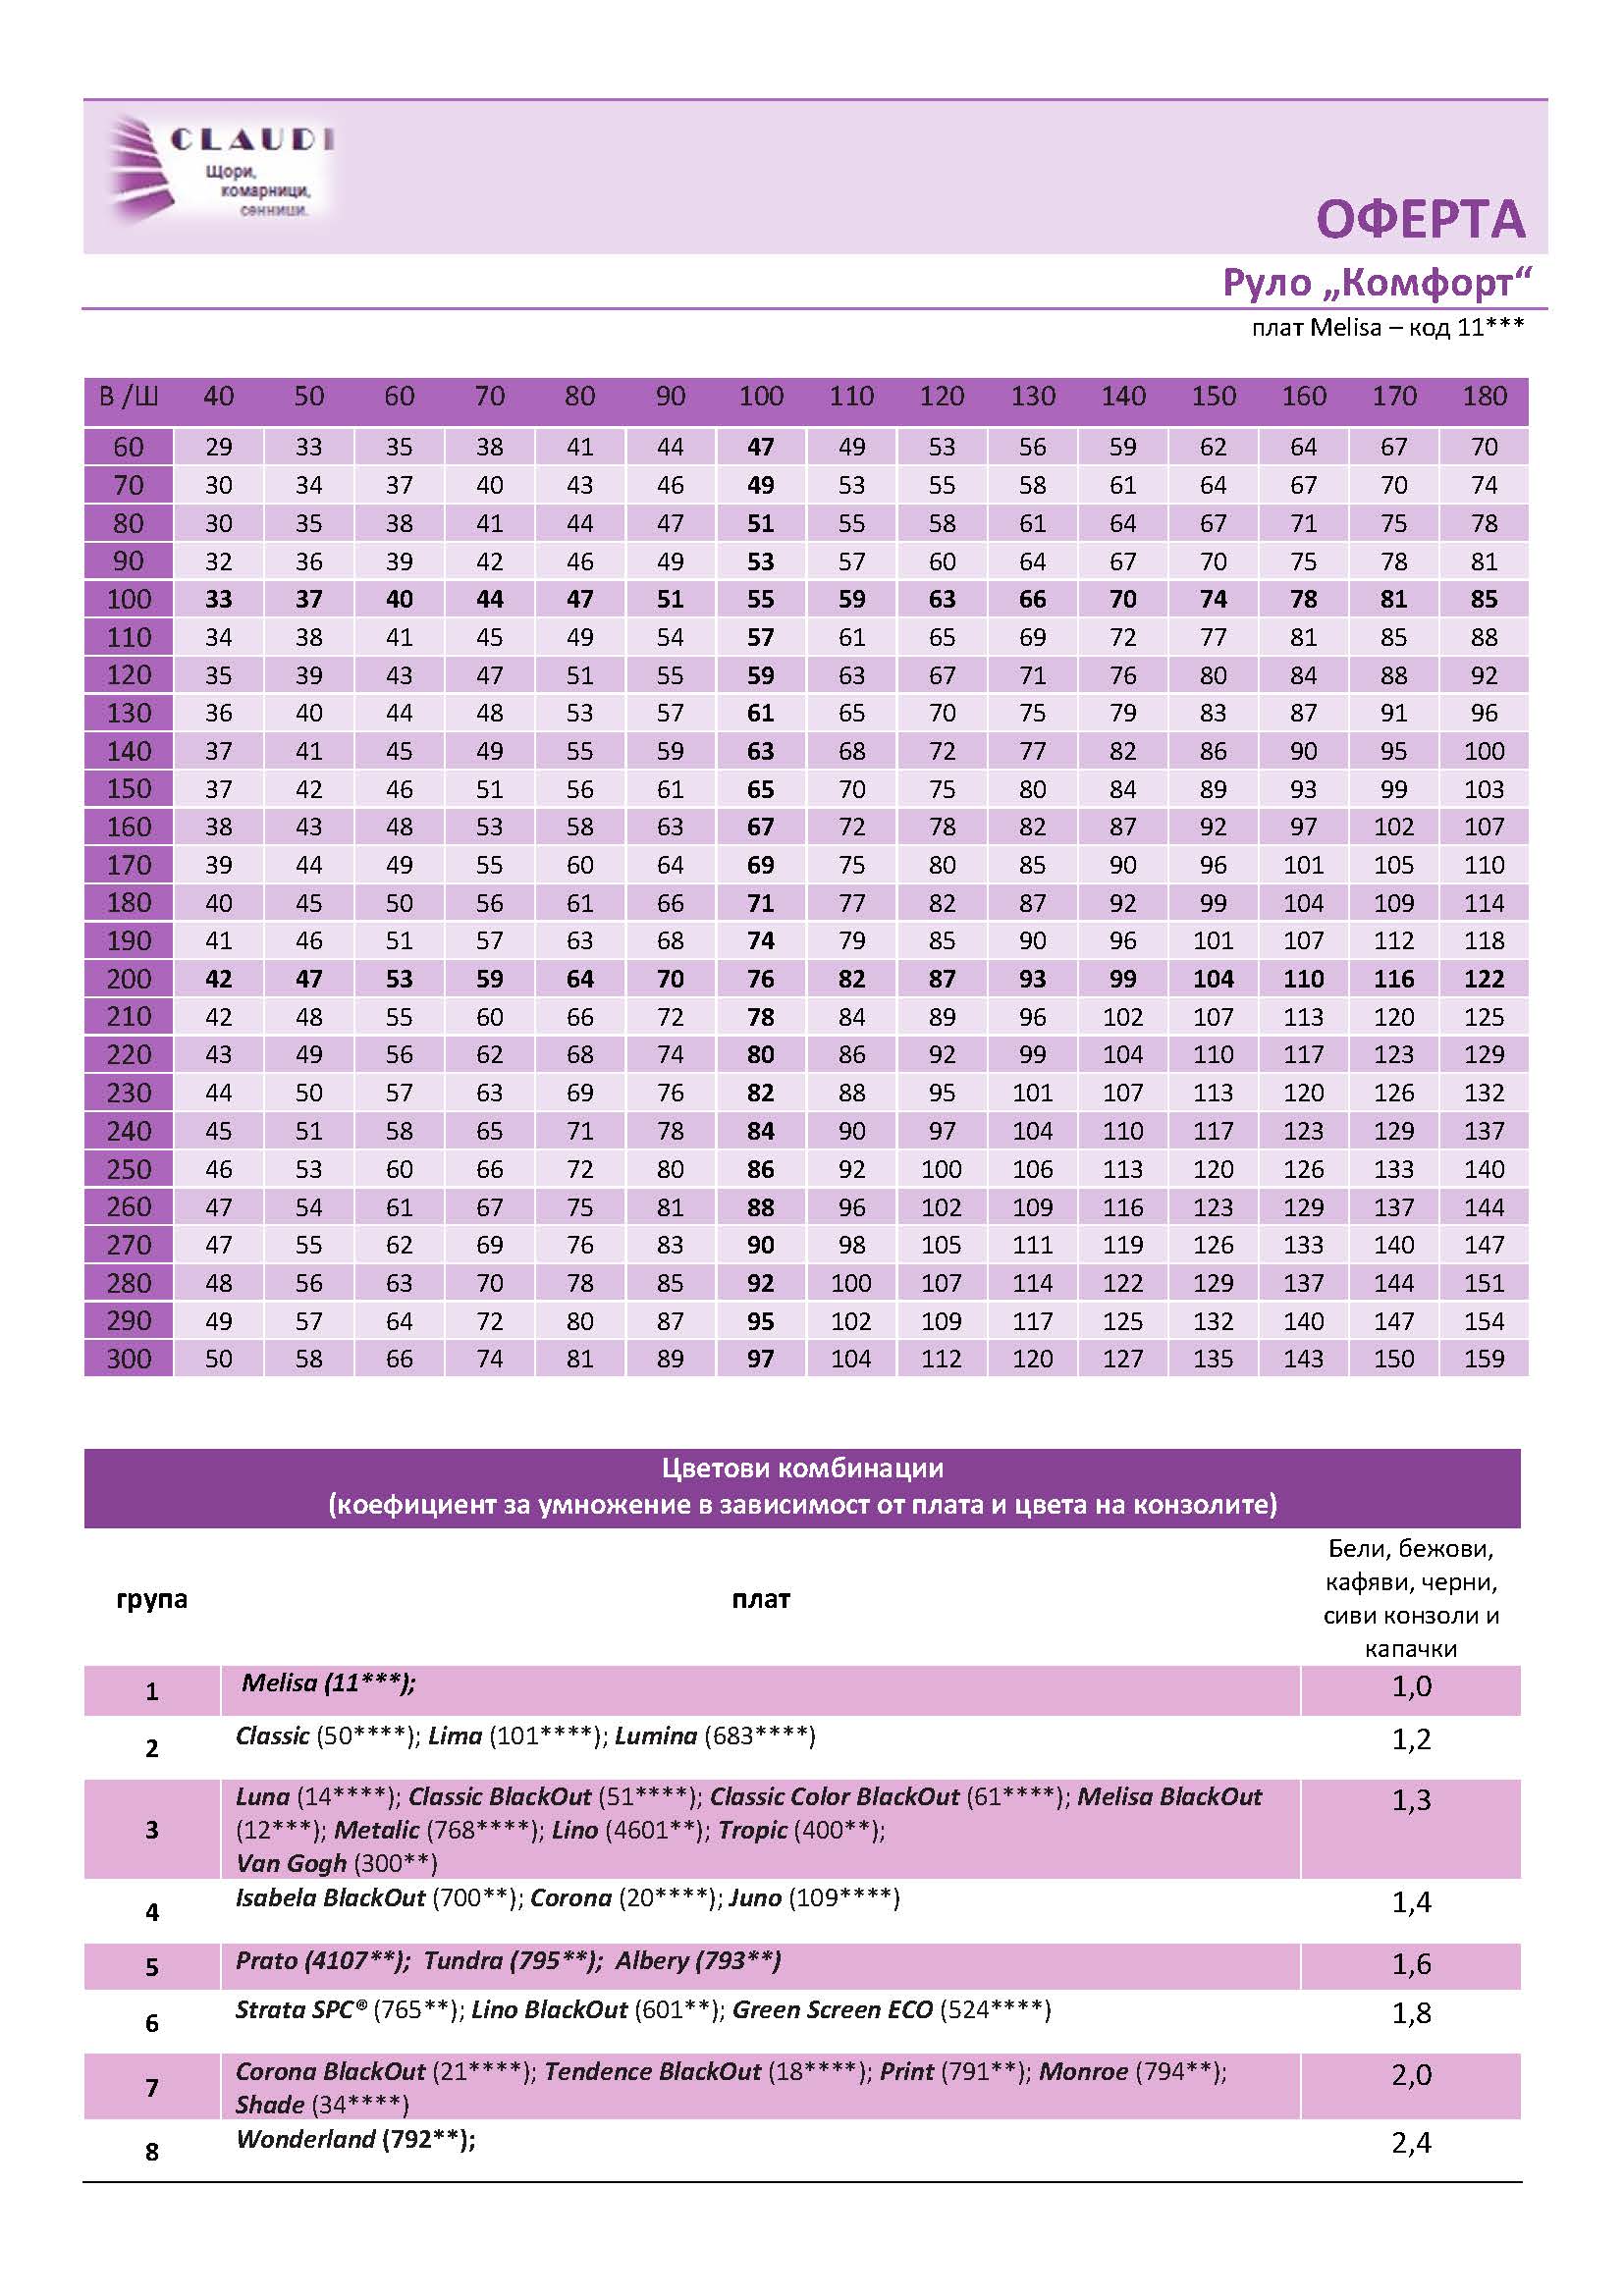 CLAUDI
Щори,
комарници,
сенници.
ОФЕРТА
Руло „Комфорт“
плат Melisa – код 11***
В /Ш 40 50 60 70 80 90 100 110 120 130 140 150 160 170 180
60 29 33 35 38 41 44 47 49 53 56 59 62 64 67 70
70 30 34 37 40 43 46 49 53 55 58 61 64 67 70 74
80 30 35 38 41 44 47 51 55 58 61 64 67 71 75 78
90 32 36 39 42 46 49 53 57 60 64 67 70 75 78 81
100 33 37 40 44 47 51 55 59 63 66 70 74 78 81 85
110 34 38 41 45 49 54 57 61 65 69 72 77 81 85 88
120 35 39 43 47 51 55 59 63 67 71 76 80 84 88 92
130 36 40 44 48 53 57 61 65 70 75 79 83 87 91 96
140 37 41 45 49 55 59 63 68 72 77 82 86 90 95 100
150 37 42 46 51 56 61 65 70 75 80 84 89 93 99 103
160 38 43 48 53 58 63 67 72 78 82 87 92 97 102 107
170 39 44 49 55 60 64 69 75 80 85 90 96 101 105 110
180 40 45 50 56 61 66 71 77 82 87 92 99 104 109 114
190 41 46 51 57 63 68 74 79 85 90 96 101 107 112 118
200 42 47 53 59 64 70 76 82 87 93 99 104 110 116 122
210 42 48 55 60 66 72 78 84 89 96 102 107 113 120 125
220 43 49 56 62 68 74 80 86 92 99 104 110 117 123 129
230 44 50 57 63 69 76 82 88 95 101 107 113 120 126 132
240 45 51 58 65 71 78 84 90 97 104 110 117 123 129 137
250 46 53 60 66 72 80 86 92 100 106 113 120 126 133 140
260 47 54 61 67 75 81 88 96 102 109 116 123 129 137 144
270 47 55 62 69 76 83 90 98 105 111 119 126 133 140 147
280 48 56 63 70 78 85 92 100 107 114 122 129 137 144 151
290 49 57 64 72 80 87 95 102 109 117 125 132 140 147 154
300 50 58 66 74 81 89 97 104 112 120 127 135 143 150 159
Цветови комбинации
(коефициент за умножение в зависимост от плата и цвета на конзолите)
група
плат
Бели, бежови,
кафяви, черни,
сиви конзоли и
капачки
1 Melisa (11***); 1,0
2 Classic (50****); Lima (101****); Lumina (683****) 1,2
Luna (14****); Classic BlackOut (51****); Classic Color BlackOut (61****); Melisa BlackOut 1,3
3 (12***); Metalic (768****); Lino (4601**); Tropic (400**);
Van Gogh (300**)
4 Isabela BlackOut (700**); Corona (20****); Juno (109****) 1,4
5 Prato (4107**); Tundra (795**); Albery (793**) 1,6
6 Strata SPC® (765**); Lino BlackOut (601**); Green Screen ECO (524****) 1,8
7 Corona BlackOut (21****); Tendence BlackOut (18****); Print (791**); Monroe (794**); 2,0
Shade (34****)
8 Wonderland (792**); 2,4